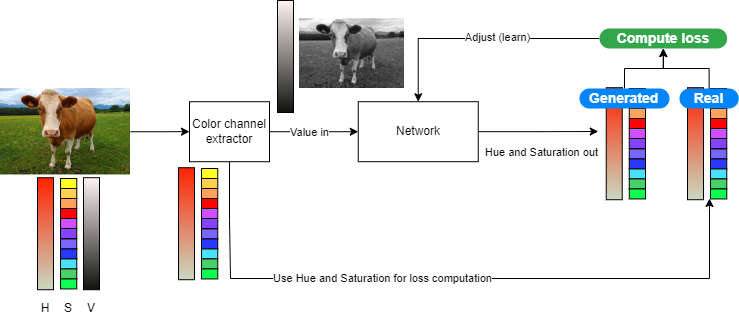 Adjust (learn)
Compute loss
Generated
Real
Color channel
extractor
Value in
Network
Hue and Saturation out
Use Hue and Saturation for loss computation
H S V